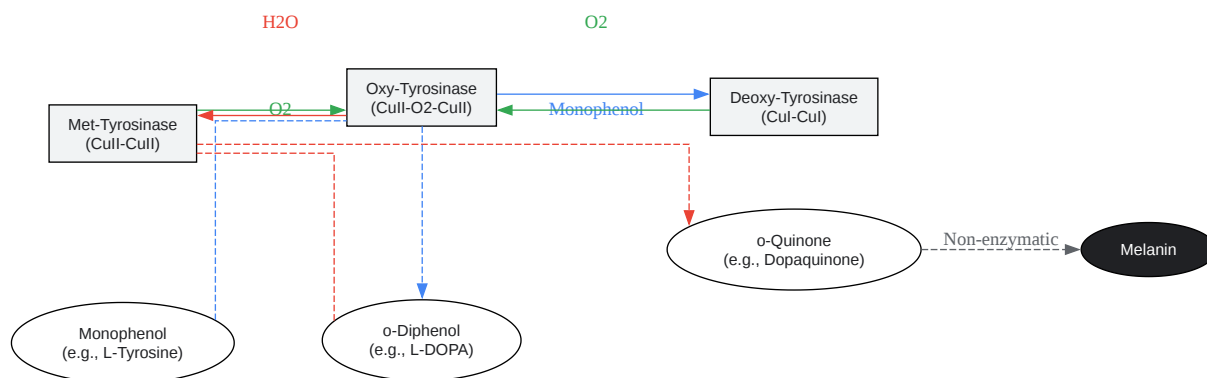 H2O
O2
Oxy-Tyrosinase
(CuII-O2-CuII)
Deoxy-Tyrosinase
(CuI-CuI)
Met-Tyrosinase
(CuII-CuII)
O2
Monophenol
o-Quinone
(e.g., Dopaquinone)
Non-enzymatic
Melanin
Monophenol
(e.g., L-Tyrosine)
o-Diphenol
(e.g., L-DOPA)